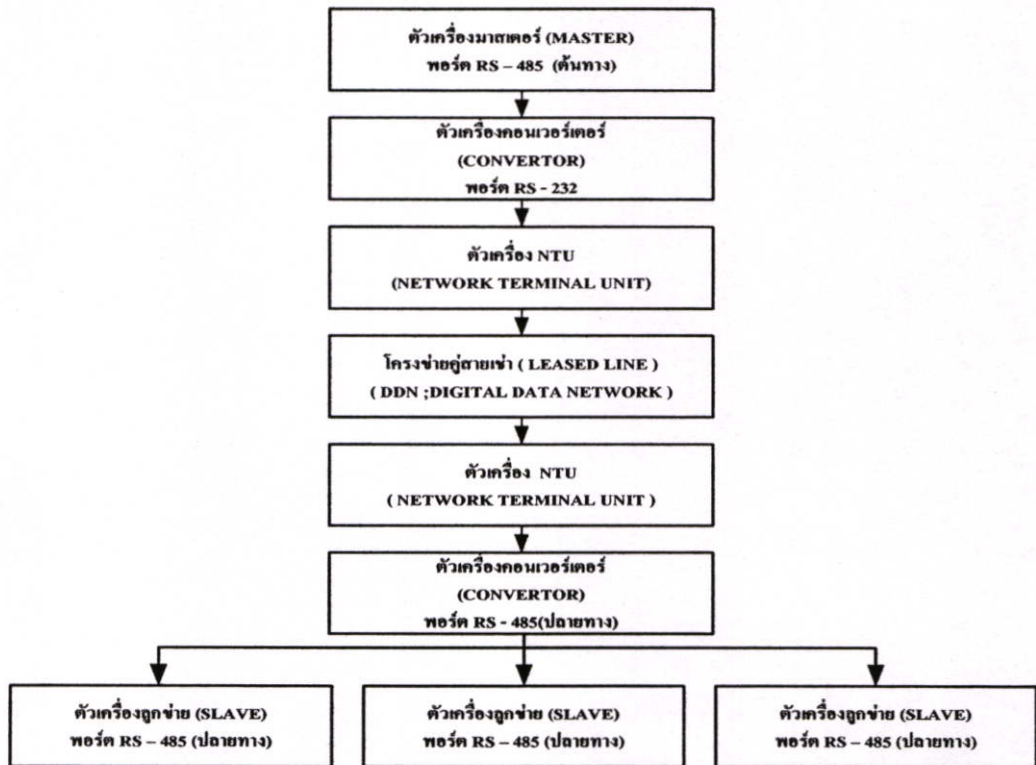 ตัวเครื่องมาสเตอร์ (MASTER)
พอร์ต RS – 485 (ต้นทาง)
ตัวเครื่องคอนเวอร์เตอร์
(CONVERTOR)
พอร์ต RS - 232
ตัวเครื่อง NTU
(NETWORK TERMINAL UNIT)
โครงข่ายคู่สายเช่า ( LEASED LINE )
( DDN ;DIGITAL DATA NETWORK )
ตัวเครื่อง NTU
( NETWORK TERMINAL UNIT )
ตัวเครื่องคอนเวอร์เตอร์
(CONVERTOR)
พอร์ต RS - 485(ปลายทาง)
ตัวเครื่องลูกข่าย (SLAVE)
พอร์ต RS – 485 (ปลายทาง)
ตัวเครื่องลูกข่าย (SLAVE)
พอร์ต RS – 485 (ปลายทาง)
ตัวเครื่องลูกข่าย (SLAVE)
พอร์ต RS – 485 (ปลายทาง)